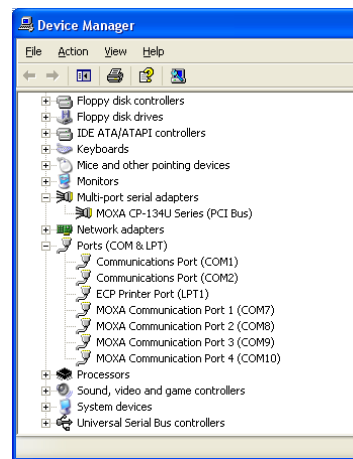 Device Manager
File Action View Help
Floppy disk controllers
Floppy disk drives
IDE ATA/ATAPI controllers
Keyboards
Mice and other pointing devices
Monitors
Multi-port serial adapters
MOXA CP-134U Series (PCI Bus)
Network adapters
Ports (COM & LPT)
Communications Port (COM1)
Communications Port (COM2)
ECP Printer Port (LPT1)
MOXA Communication Port 1 (COM7)
MOXA Communication Port 2 (COM8)
MOXA Communication Port 3 (COM9)
MOXA Communication Port 4 (COM10)
Processors
Sound, video and game controllers
System devices
Universal Serial Bus controllers